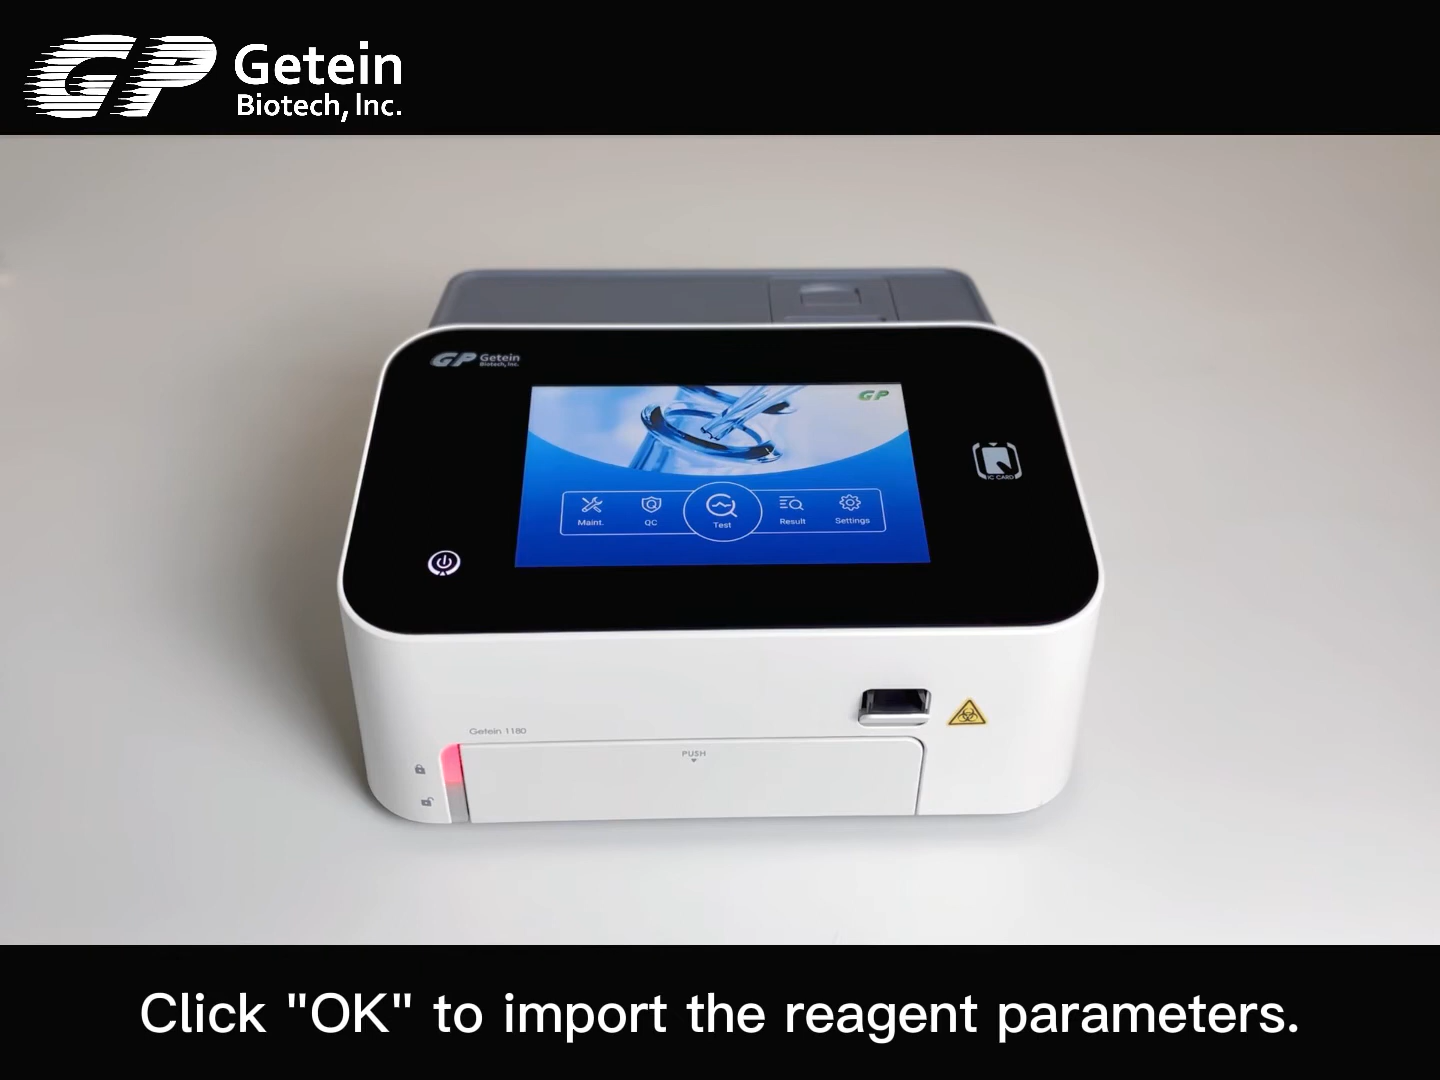 GP Getein
Biotech, Inc.
GP Getein
Biotech, Inc.
GP
Maint.
QC
Test
Result
Settings
IC CARD
Getein 1180
PUSH
Click "OK" to import the reagent parameters.